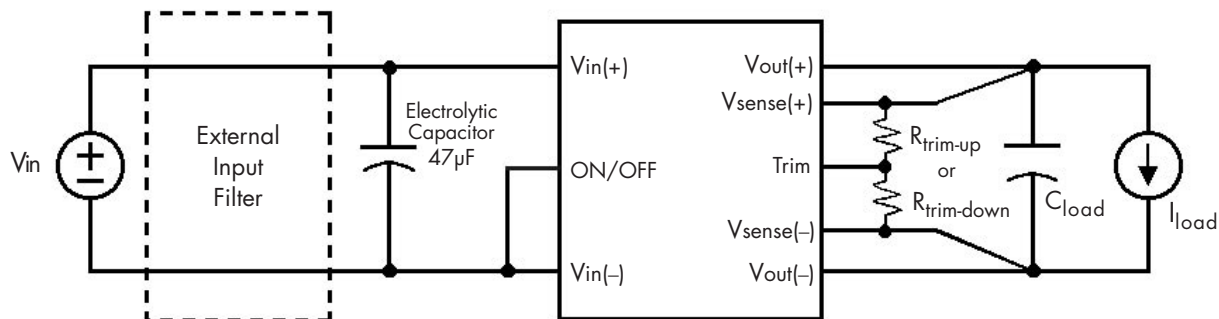 Vin
External
Input
Filter
Electrolytic
Capacitor
47µF
Vin(+)
ON/OFF
Vin(–)
Vout(+)
Vsense(+)
Trim
Vsense(–)
Vout(–)
Rtrim-up
or
Rtrim-down
Cload
Iload